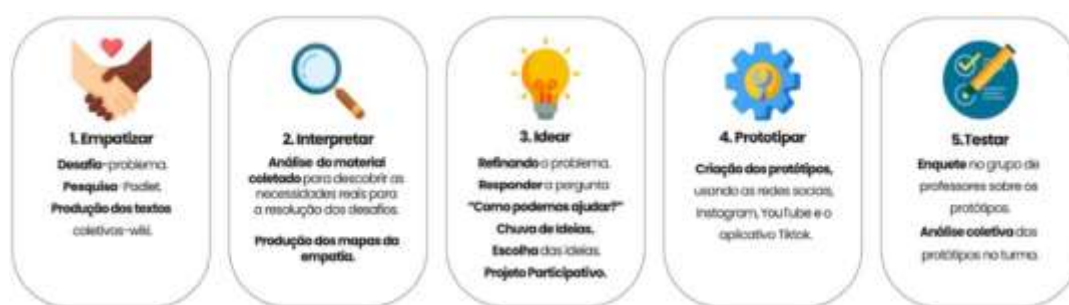 1. Empatizar
Desafio-problema.
Pesquisa-Padlet.
Produção dos textos
coletivos-wiki.
2. Interpretar
Análise do material
coletado para descobrir as
necessidades reais para
a resolução dos desafios.
Produção dos mapas da
empatia.
3. Idear
Refinando o problema.
Responder a pergunta
"Como podemos ajudar?"
Chuva de Ideias.
Escolha das ideias.
Projeto Participativo.
4. Prototipar
Criação dos protótipos,
usando as redes sociais,
Instagram, YouTube e o
aplicativo Tiktok.
5.Testar
Enquete no grupo de
professores sobre os
protótipos.
Análise coletiva dos
protótipos na turma.